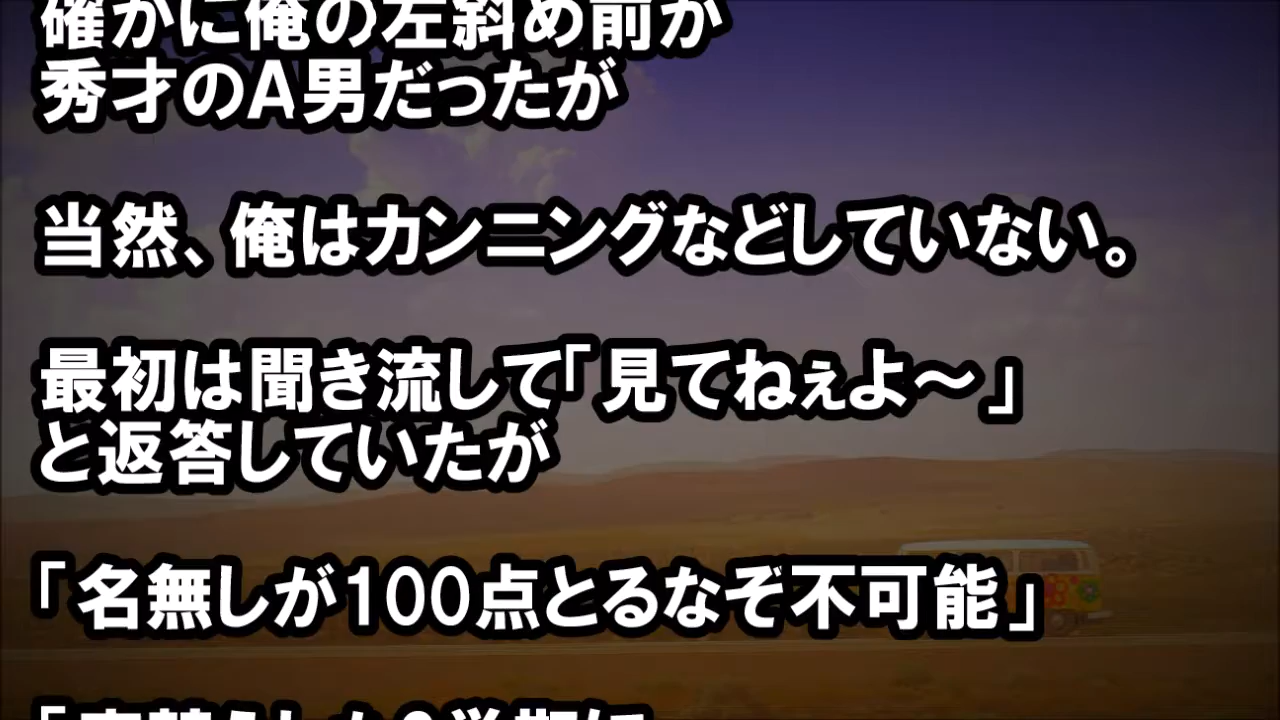 確かに俺の左斜め前が
秀才のA男だったが
当然、俺はカンニングなどしていない。
最初は聞き流して「見てねぇよ～」
と返答していたが
「名無しが100点とるなぞ不可能」